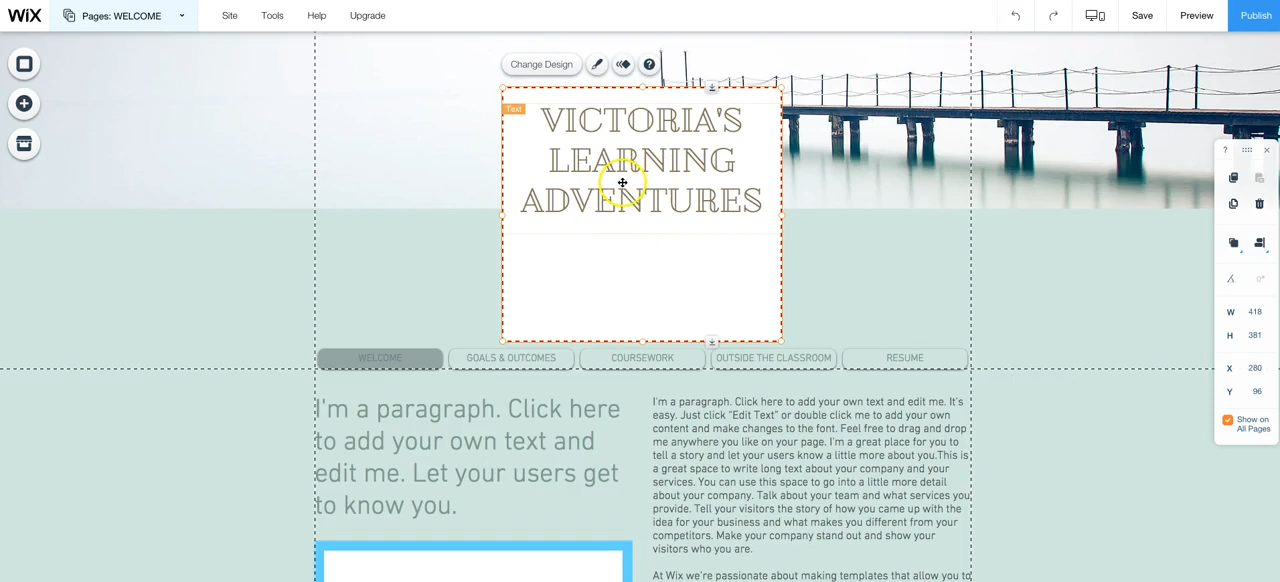 WiX
Pages: WELCOME
Site
Tools
Help
Upgrade
Save
Preview
Publish
Change Design
?
Text
VICTORIA'S
LEARNING
ADVENTURES
?
0°
W 418
H 381
X 280
Y 96
Show on
All Pages
WELCOME
GOALS & OUTCOMES
COURSEWORK
OUTSIDE THE CLASSROOM
RESUME
I'm a paragraph. Click here
to add your own text and
edit me. Let your users get
to know you.
I'm a paragraph. Click here to add your own text and edit me. It's
easy. Just click "Edit Text" or double click me to add your own
content and make changes to the font. Feel free to drag and drop
me anywhere you like on your page. I'm a great place for you to
tell a story and let your users know a little more about you.This is
a great space to write long text about your company and your
services. You can use this space to go into a little more detail
about your company. Talk about your team and what services you
provide. Tell your visitors the story of how you came up with the
idea for your business and what makes you different from your
competitors. Make your company stand out and show your
visitors who you are.
At Wix we're passionate about making templates that allow you to